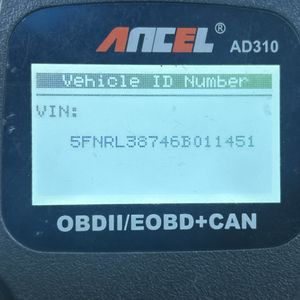 ANCEL® AD310
Vehicle ID Number
VIN:
5FNRL38746B011451
OBDII/EOBD+CAN